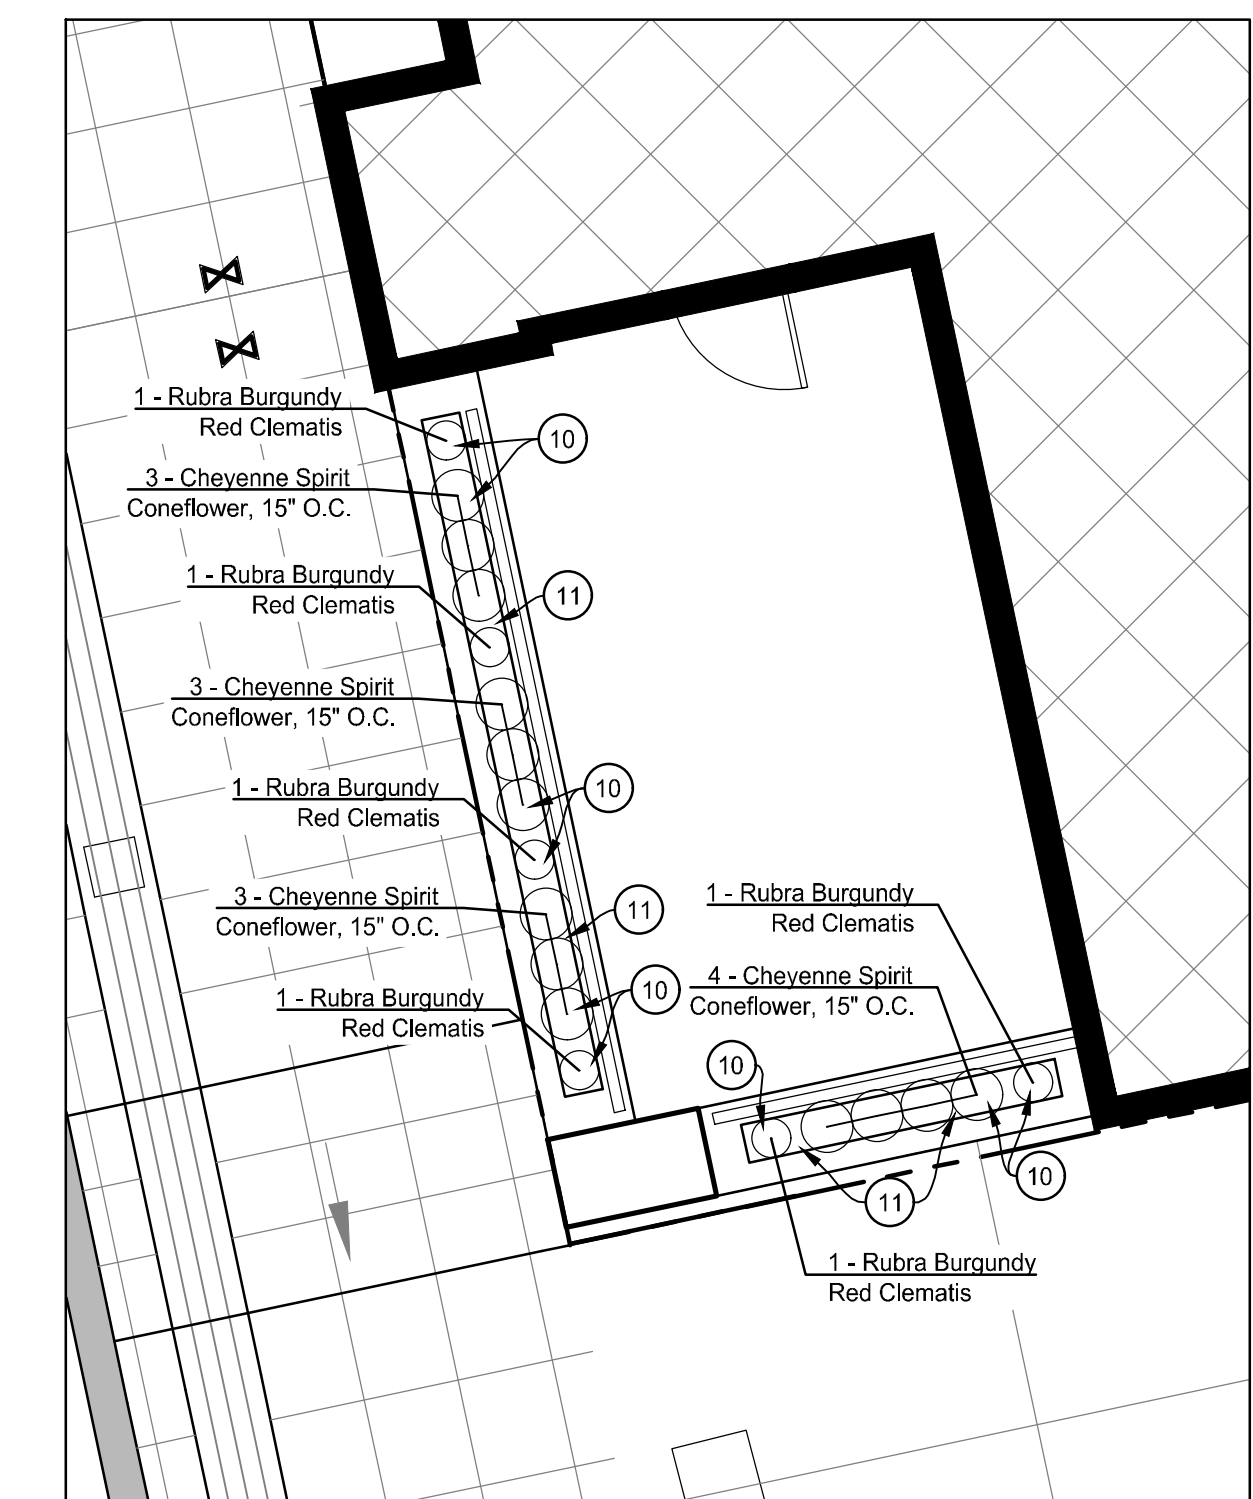 1 - Rubra Burgundy
Red Clematis
10
3 - Cheyenne Spirit
Coneflower, 15" O.C.
1 - Rubra Burgundy
Red Clematis
11
3 - Cheyenne Spirit
Coneflower, 15" O.C.
1 - Rubra Burgundy
Red Clematis
10
3 - Cheyenne Spirit
Coneflower, 15" O.C.
11
1 - Rubra Burgundy
Red Clematis
10
1 - Rubra Burgundy
Red Clematis
4 - Cheyenne Spirit
Coneflower, 15" O.C.
10
10
11
1 - Rubra Burgundy
Red Clematis